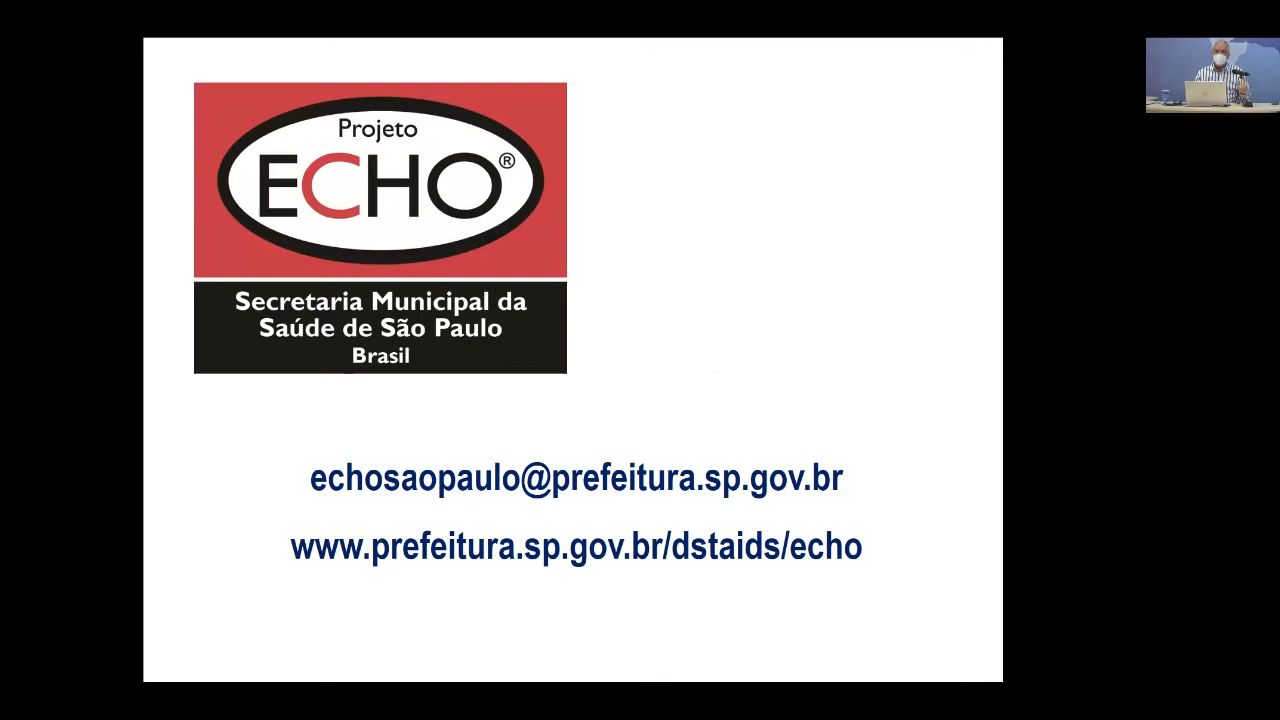 Projeto
ECHO®
Secretaria Municipal da
Saúde de São Paulo
Brasil
echosaopaulo@prefeitura.sp.gov.br
www.prefeitura.sp.gov.br/dstaids/echo